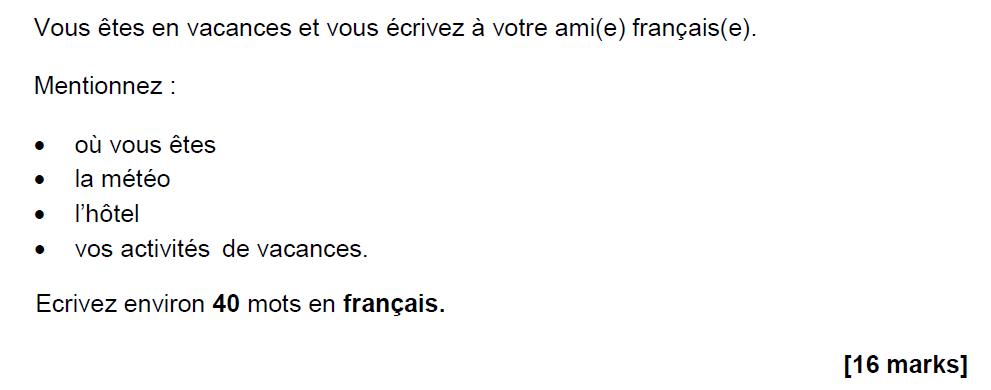 Vous êtes en vacances et vous écrivez à votre ami(e) français(e).
Mentionnez :
• où vous êtes
• la météo
• l'hôtel
• vos activités de vacances.
Ecrivez environ 40 mots en français.
[16 marks]